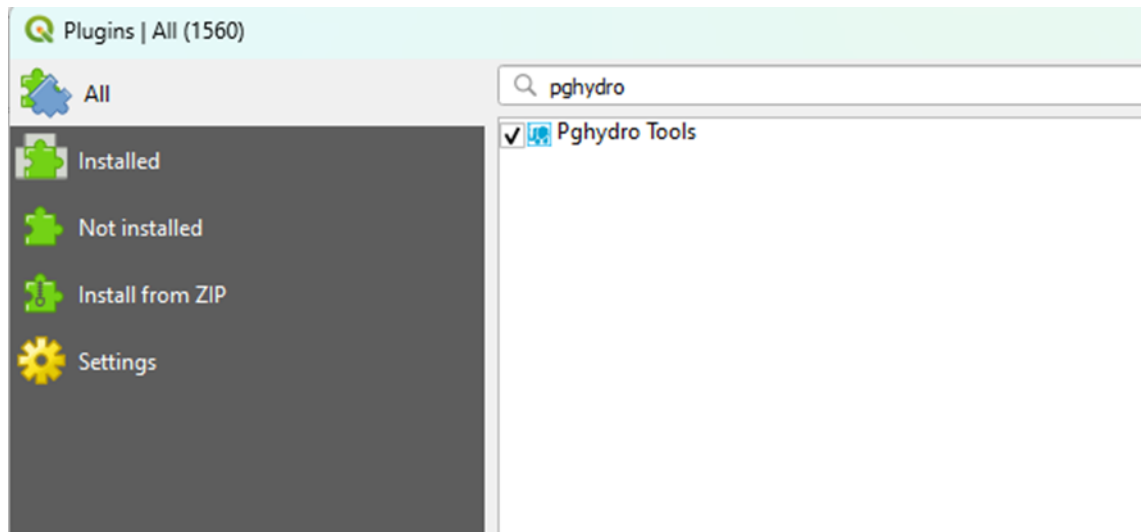 Plugins | All (1560)
All
Installed
Not installed
Install from ZIP
Settings
pghydro
Pghydro Tools